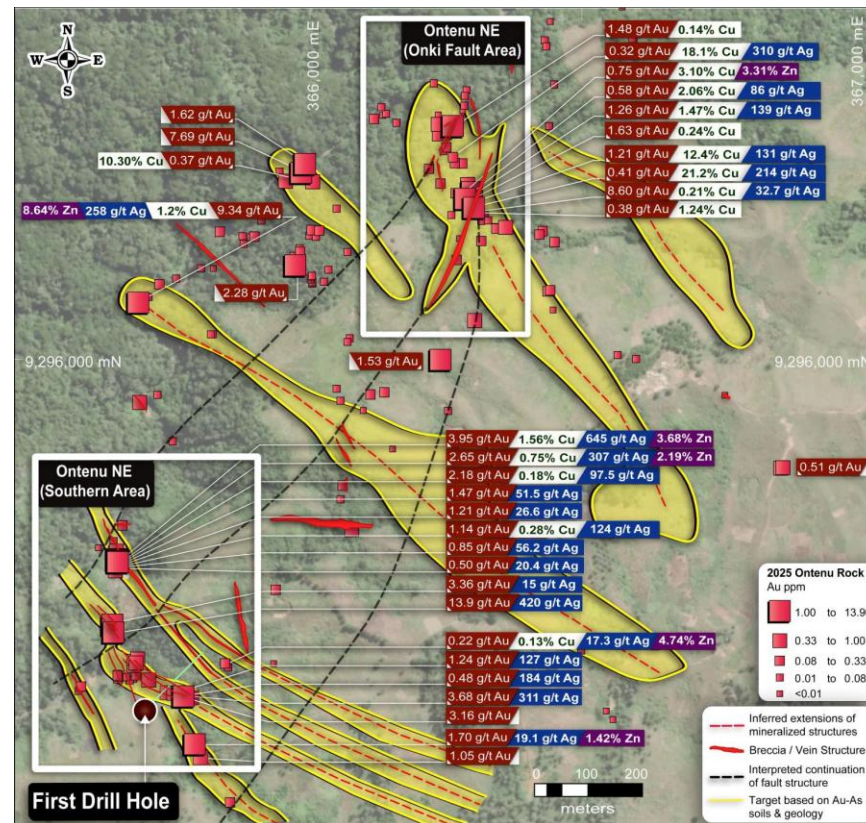 N
W E
S
366,000 mE
367,000 mE
Ontenu NE
(Onki Fault Area)
1.48 g/t Au 0.14% Cu
0.32 g/t Au 18.1% Cu 310 g/t Ag
0.75 g/t Au 3.10% Cu 3.31% Zn
0.58 g/t Au 2.06% Cu 86 g/t Ag
1.26 g/t Au 1.47% Cu 139 g/t Ag
1.63 g/t Au 0.24% Cu
1.21 g/t Au 12.4% Cu 131 g/t Ag
0.41 g/t Au 21.2% Cu 214 g/t Ag
8.60 g/t Au 0.21% Cu 32.7 g/t Ag
0.38 g/t Au 1.24% Cu
1.62 g/t Au
7.69 g/t Au
10.30% Cu 0.37 g/t Au
8.64% Zn 258 g/t Ag 1.2% Cu 9.34 g/t Au
2.28 g/t Au
9,296,000 mN
1.53 g/t Au
9,296,000 mN
Ontenu NE
(Southern Area)
3.95 g/t Au 1.56% Cu 645 g/t Ag 3.68% Zn
2.65 g/t Au 0.75% Cu 307 g/t Ag 2.19% Zn
2.18 g/t Au 0.18% Cu 97.5 g/t Ag
1.47 g/t Au 51.5 g/t Ag
1.21 g/t Au 26.6 g/t Ag
1.14 g/t Au 0.28% Cu 124 g/t Ag
0.85 g/t Au 56.2 g/t Ag
0.50 g/t Au 20.4 g/t Ag
3.36 g/t Au 15 g/t Ag
13.9 g/t Au 420 g/t Ag
0.51 g/t Au
0.22 g/t Au 0.13% Cu 17.3 g/t Ag 4.74% Zn
1.24 g/t Au 127 g/t Ag
0.48 g/t Au 184 g/t Ag
3.68 g/t Au 311 g/t Ag
3.16 g/t Au
1.70 g/t Au 19.1 g/t Ag 1.42% Zn
1.05 g/t Au
First Drill Hole
0 100 200
meters
2025 Ontenu Rock
Au ppm
1.00 to 13.9
0.33 to 1.00
0.08 to 0.33
0.01 to 0.08
<0.01
Inferred extensions of
mineralized structures
Breccia / Vein Structure
Interpreted continuation
of fault structure
Target based on Au-As
soils & geology